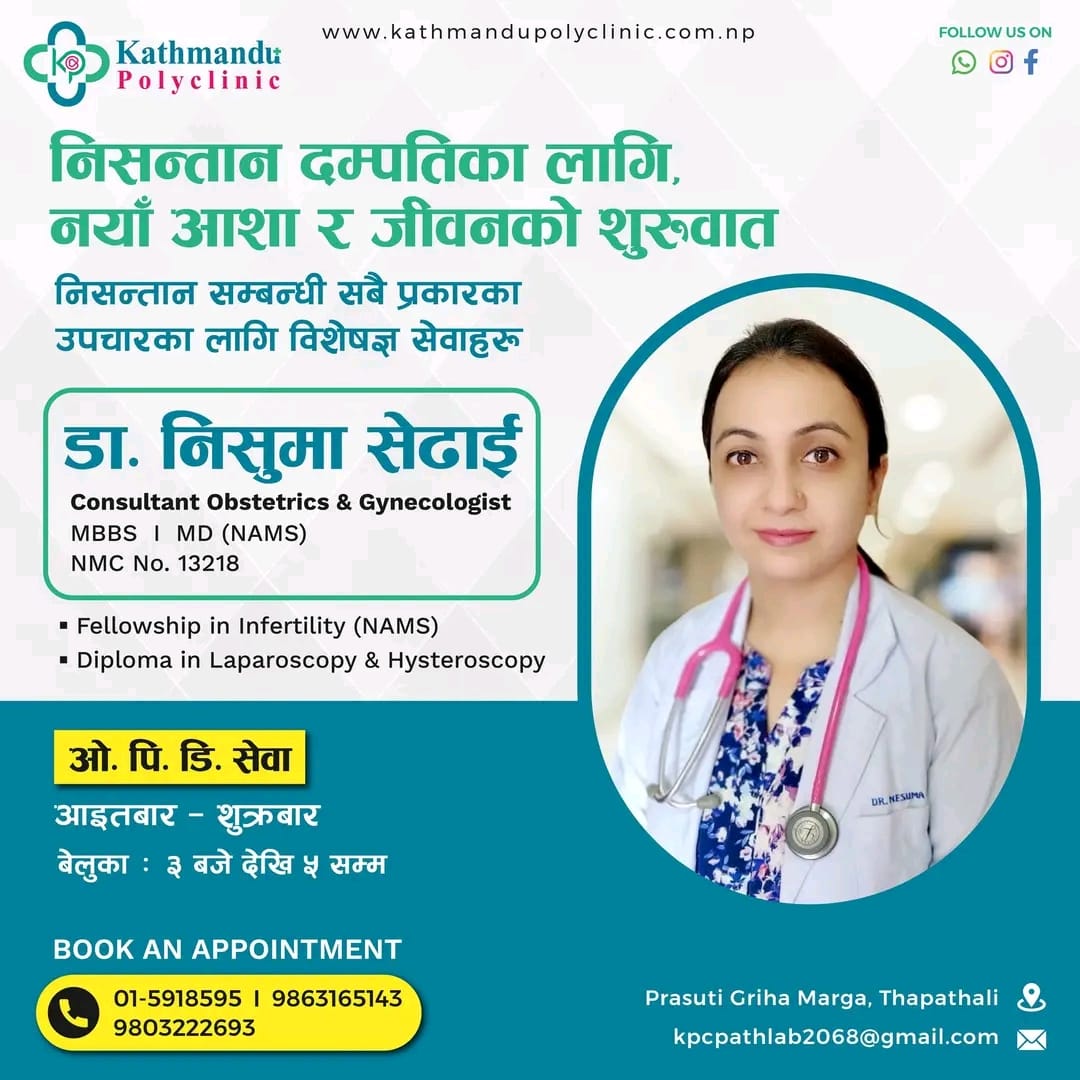 www.kathmandupolyclinic.com.np
FOLLOW US ON
Kathmandu
Polyclinic
निसन्तान दम्पतिका लागि,
नयाँ आशा र जीवनको शुरुवात
निसन्तान सम्बन्धी सबै प्रकारका
उपचारका लागि विशेषज्ञ सेवाहरू
डा. निसुमा सेढाई
Consultant Obstetrics & Gynecologist
MBBS I MD (NAMS)
NMC No. 13218
▪ Fellowship in Infertility (NAMS)
▪ Diploma in Laparoscopy & Hysteroscopy
DR. NESUMA
ओ. पि. डि. सेवा
आइतबार – शुक्रबार
बेलुका : ३ बजे देखि ५ सम्म
BOOK AN APPOINTMENT
01-5918595 I 9863165143
9803222693
Prasuti Griha Marga, Thapathali
kpcpathlab2068@gmail.com